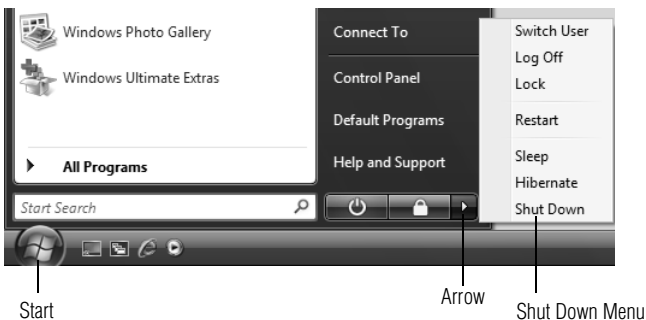 Windows Photo Gallery
Windows Ultimate Extras
All Programs
Start Search
Connect To
Control Panel
Default Programs
Help and Support
Switch User
Log Off
Lock
Restart
Sleep
Hibernate
Shut Down
Start
Arrow
Shut Down Menu